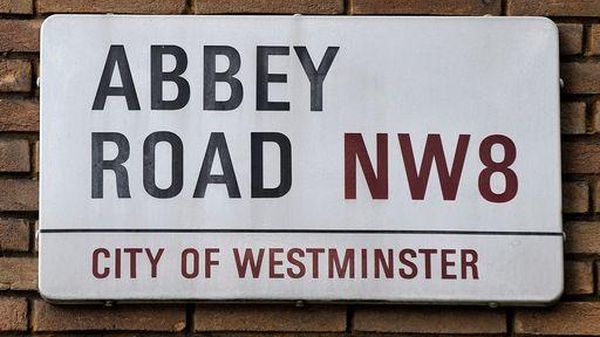 ABBEY
ROAD NW8
CITY OF WESTMINSTER